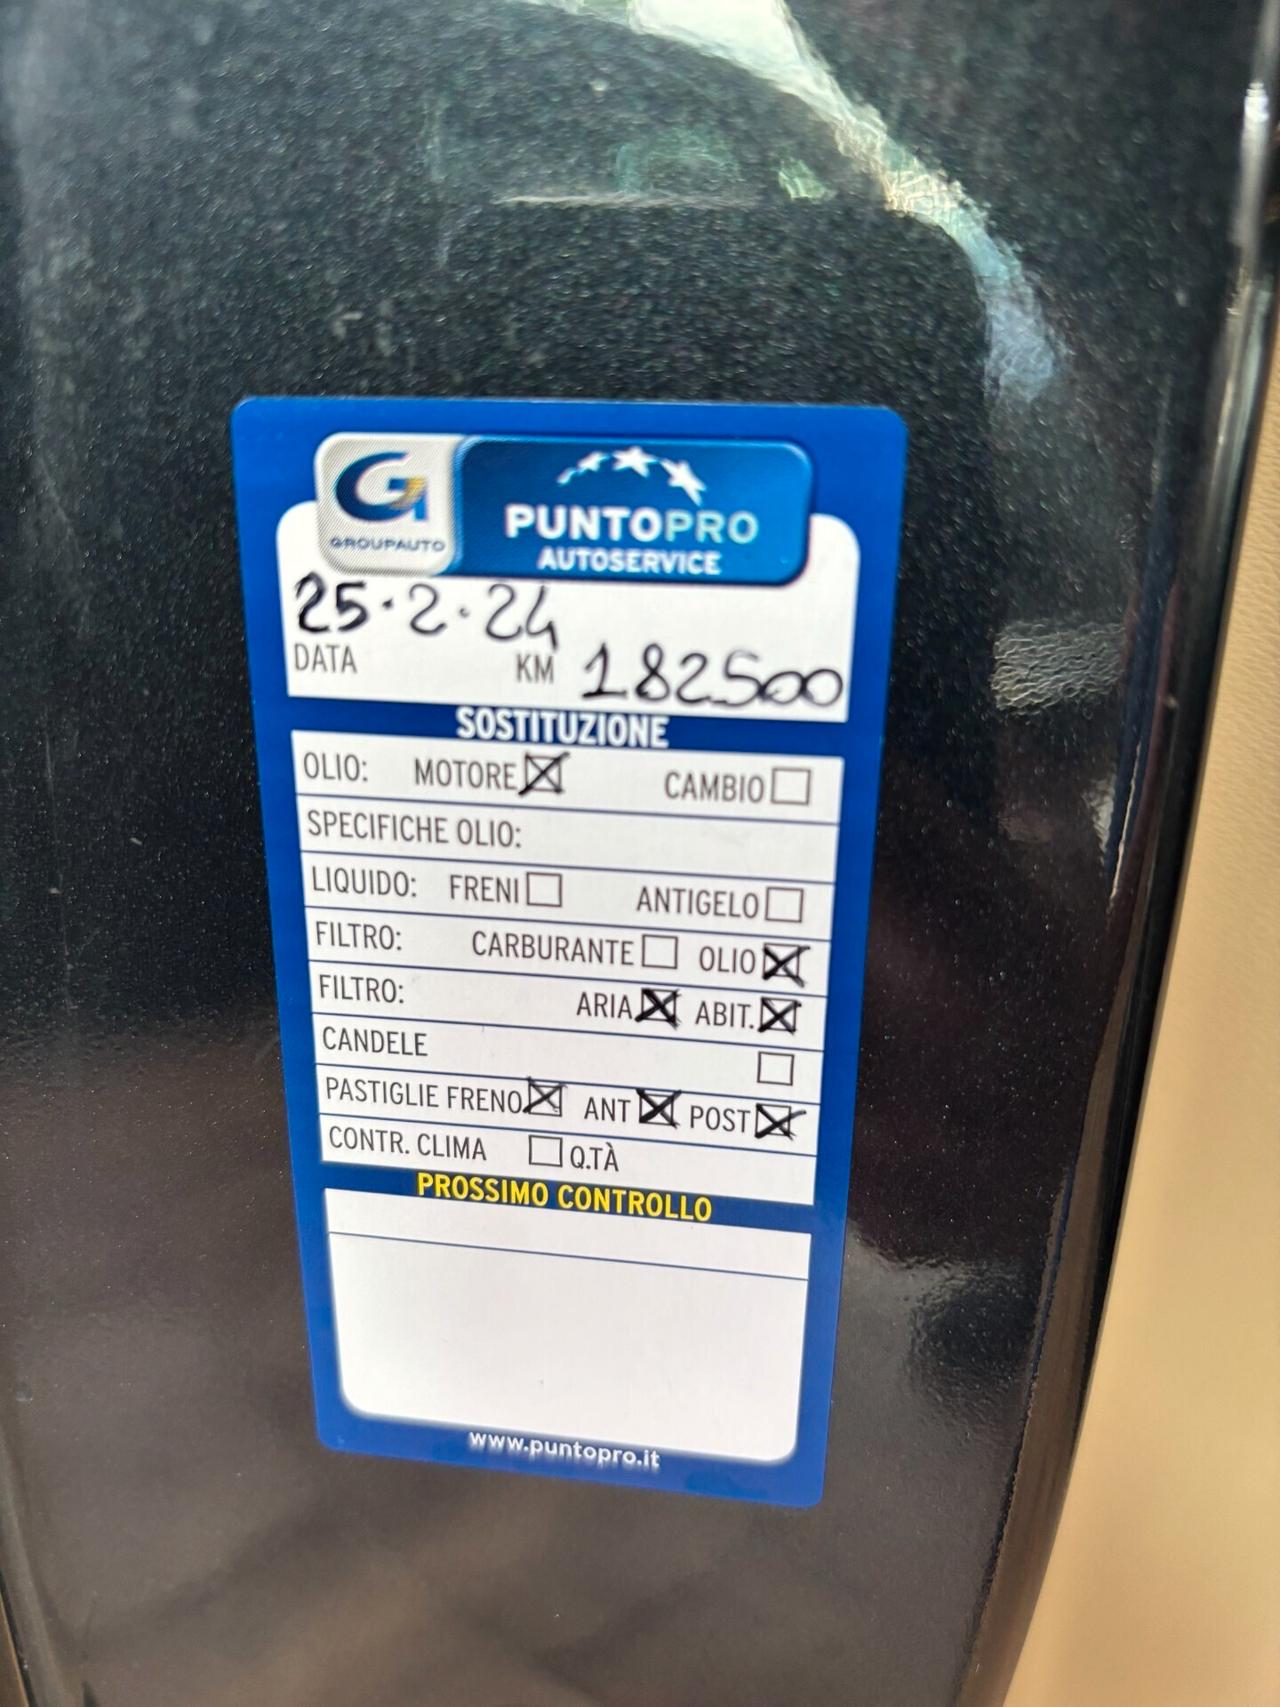 GROUPAUTO
PUNTOPRO
AUTOSERVICE
25·2·24
DATA KM 182500
SOSTITUZIONE
OLIO: MOTORE CAMBIO
SPECIFICHE OLIO:
LIQUIDO: FRENI ANTIGELO
FILTRO: CARBURANTE OLIO
FILTRO: ARIA ABIT.
CANDELE
PASTIGLIE FRENO ANT POST
CONTR. CLIMA Q.TÀ
PROSSIMO CONTROLLO
www.puntopro.it